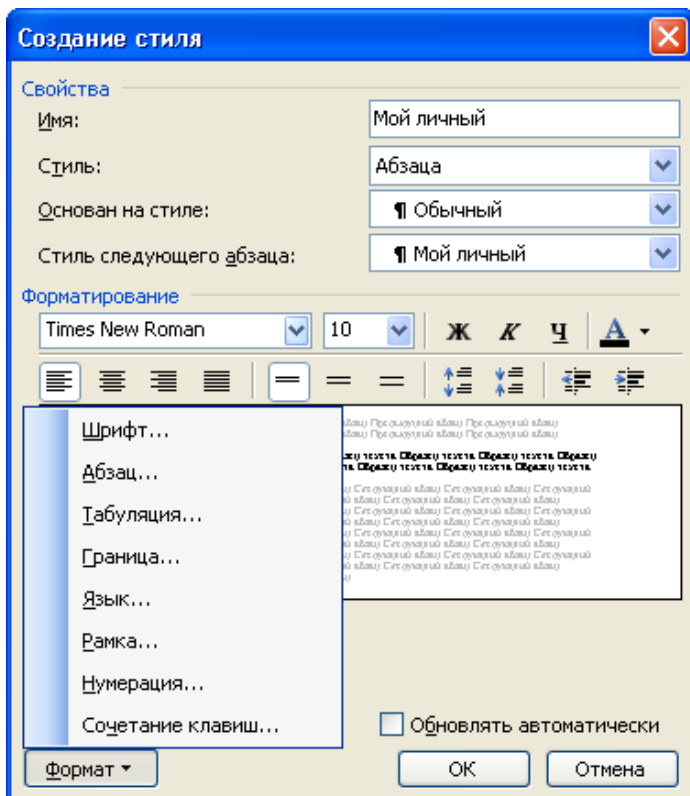 Создание стиля
Свойства
Имя: Мой личный
Стиль: Абзаца
Основан на стиле: ¶ Обычный
Стиль следующего абзаца: ¶ Мой личный
Форматирование
Times New Roman 10 Ж К Ч А
Шрифт...
Абзац...
Табуляция...
Граница...
Язык...
Рамка...
Нумерация...
Сочетание клавиш...
Обновлять автоматически
Формат ОК Отмена